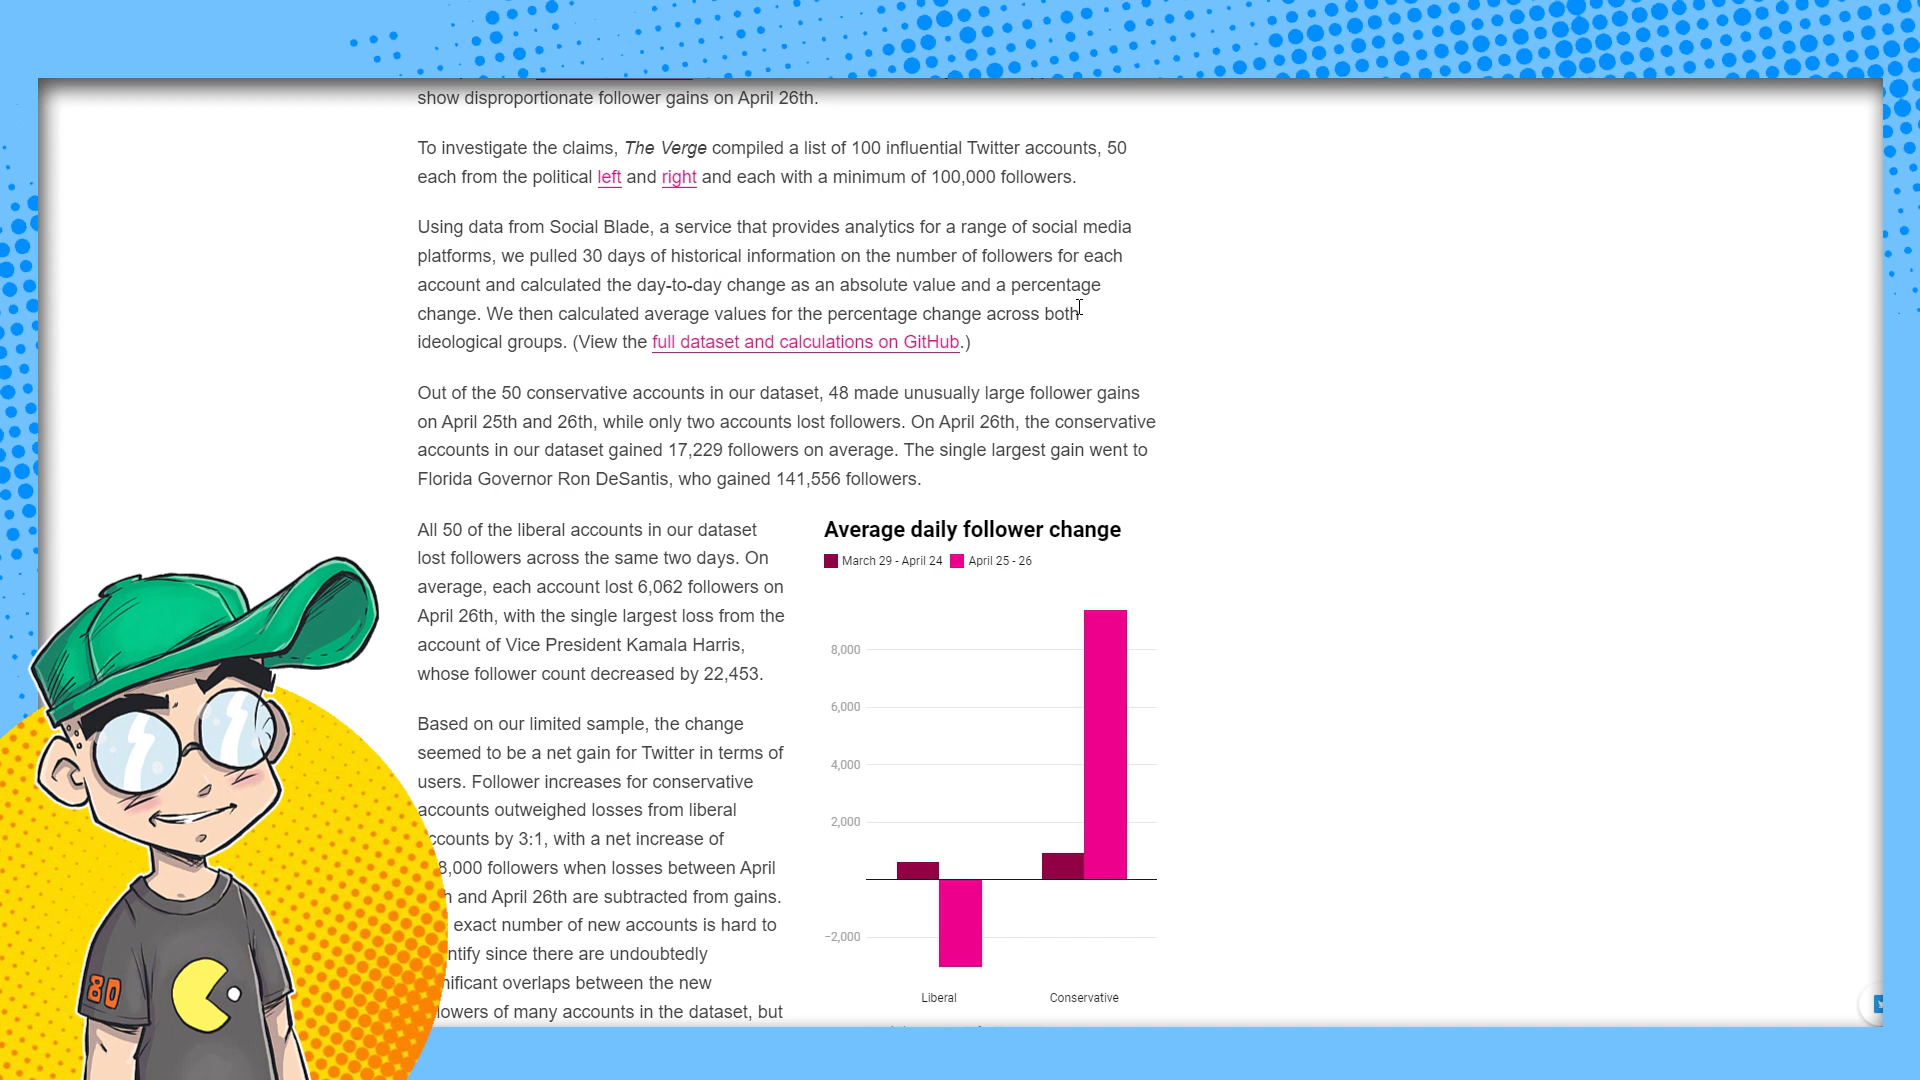 show disproportionate follower gains on April 26th.
To investigate the claims, The Verge compiled a list of 100 influential Twitter accounts, 50
each from the political left and right and each with a minimum of 100,000 followers.
Using data from Social Blade, a service that provides analytics for a range of social media
platforms, we pulled 30 days of historical information on the number of followers for each
account and calculated the day-to-day change as an absolute value and a percentage
change. We then calculated average values for the percentage change across both
ideological groups. (View the full dataset and calculations on GitHub.)
Out of the 50 conservative accounts in our dataset, 48 made unusually large follower gains
on April 25th and 26th, while only two accounts lost followers. On April 26th, the conservative
accounts in our dataset gained 17,229 followers on average. The single largest gain went to
Florida Governor Ron DeSantis, who gained 141,556 followers.
All 50 of the liberal accounts in our dataset
lost followers across the same two days. On
average, each account lost 6,062 followers on
April 26th, with the single largest loss from the
account of Vice President Kamala Harris,
whose follower count decreased by 22,453.
Based on our limited sample, the change
seemed to be a net gain for Twitter in terms of
users. Follower increases for conservative
accounts outweighed losses from liberal
accounts by 3:1, with a net increase of
8,000 followers when losses between April
and April 26th are subtracted from gains.
exact number of new accounts is hard to
ntify since there are undoubtedly
nificant overlaps between the new
lowers of many accounts in the dataset, but
Average daily follower change
March 29 - April 24
April 25 - 26
8,000
6,000
4,000
2,000
−2,000
Liberal
Conservative
80